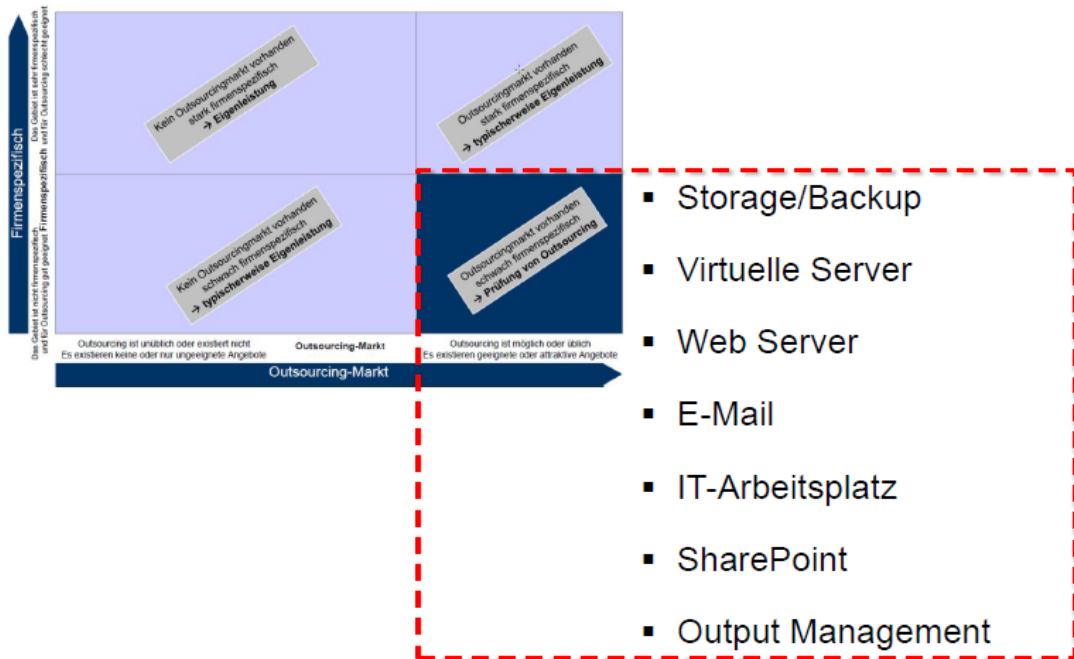 Firmenspezifisch
Das Gebiet ist sehr firmenspezifisch
und für Outsourcing schlecht geeignet
Firmenspezifisch
Das Gebiet ist nicht firmenspezifisch
und für Outsourcing gut geeignet
Kein Outsourcingmarkt vorhanden
stark firmenspezifisch
→ Eigenleistung
Outsourcingmarkt vorhanden
stark firmenspezifisch
→ typischerweise Eigenleistung
Kein Outsourcingmarkt vorhanden
schwach firmenspezifisch
→ typischerweise Eigenleistung
Outsourcingmarkt vorhanden
schwach firmenspezifisch
→ Prüfung von Outsourcing
Outsourcing ist unüblich oder existiert nicht
Es existieren keine oder nur ungeeignete Angebote
Outsourcing-Markt
Outsourcing ist möglich oder üblich
Es existieren geeignete oder attraktive Angebote
Outsourcing-Markt
▪ Storage/Backup
▪ Virtuelle Server
▪ Web Server
▪ E-Mail
▪ IT-Arbeitsplatz
▪ SharePoint
▪ Output Management